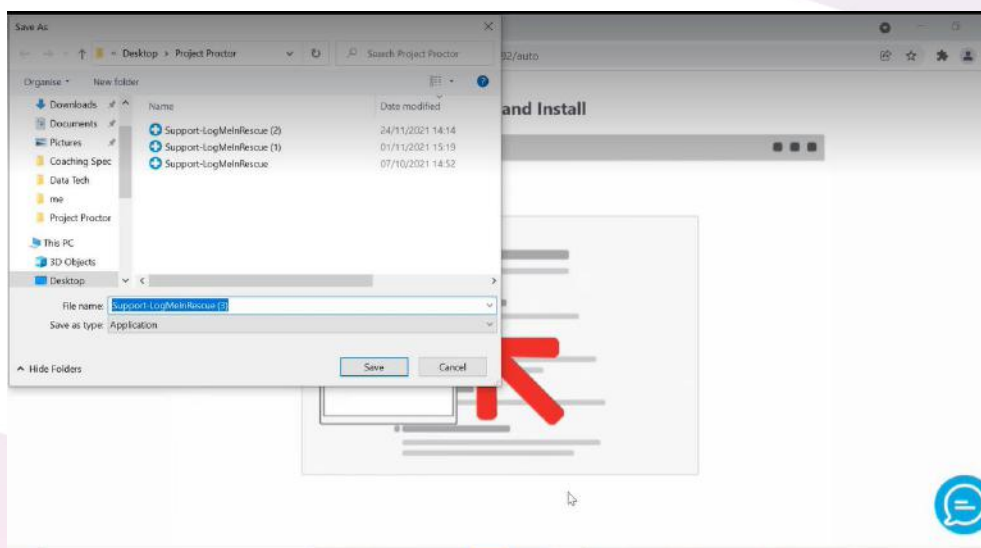 Save As
Desktop > Project Proctor
Search Project Proctor
92/auto
Organise
New folder
Downloads
Documents
Pictures
Coaching Spec
Data Tech
me
Project Proctor
This PC
3D Objects
Desktop
Name
Date modified
Support-LogMeInRescue (2)
24/11/2021 14:14
Support-LogMeInRescue (1)
01/11/2021 15:19
Support-LogMeInRescue
07/10/2021 14:52
and Install
File name: Support-LogMeInRescue (3)
Save as type: Application
Hide Folders
Save
Cancel